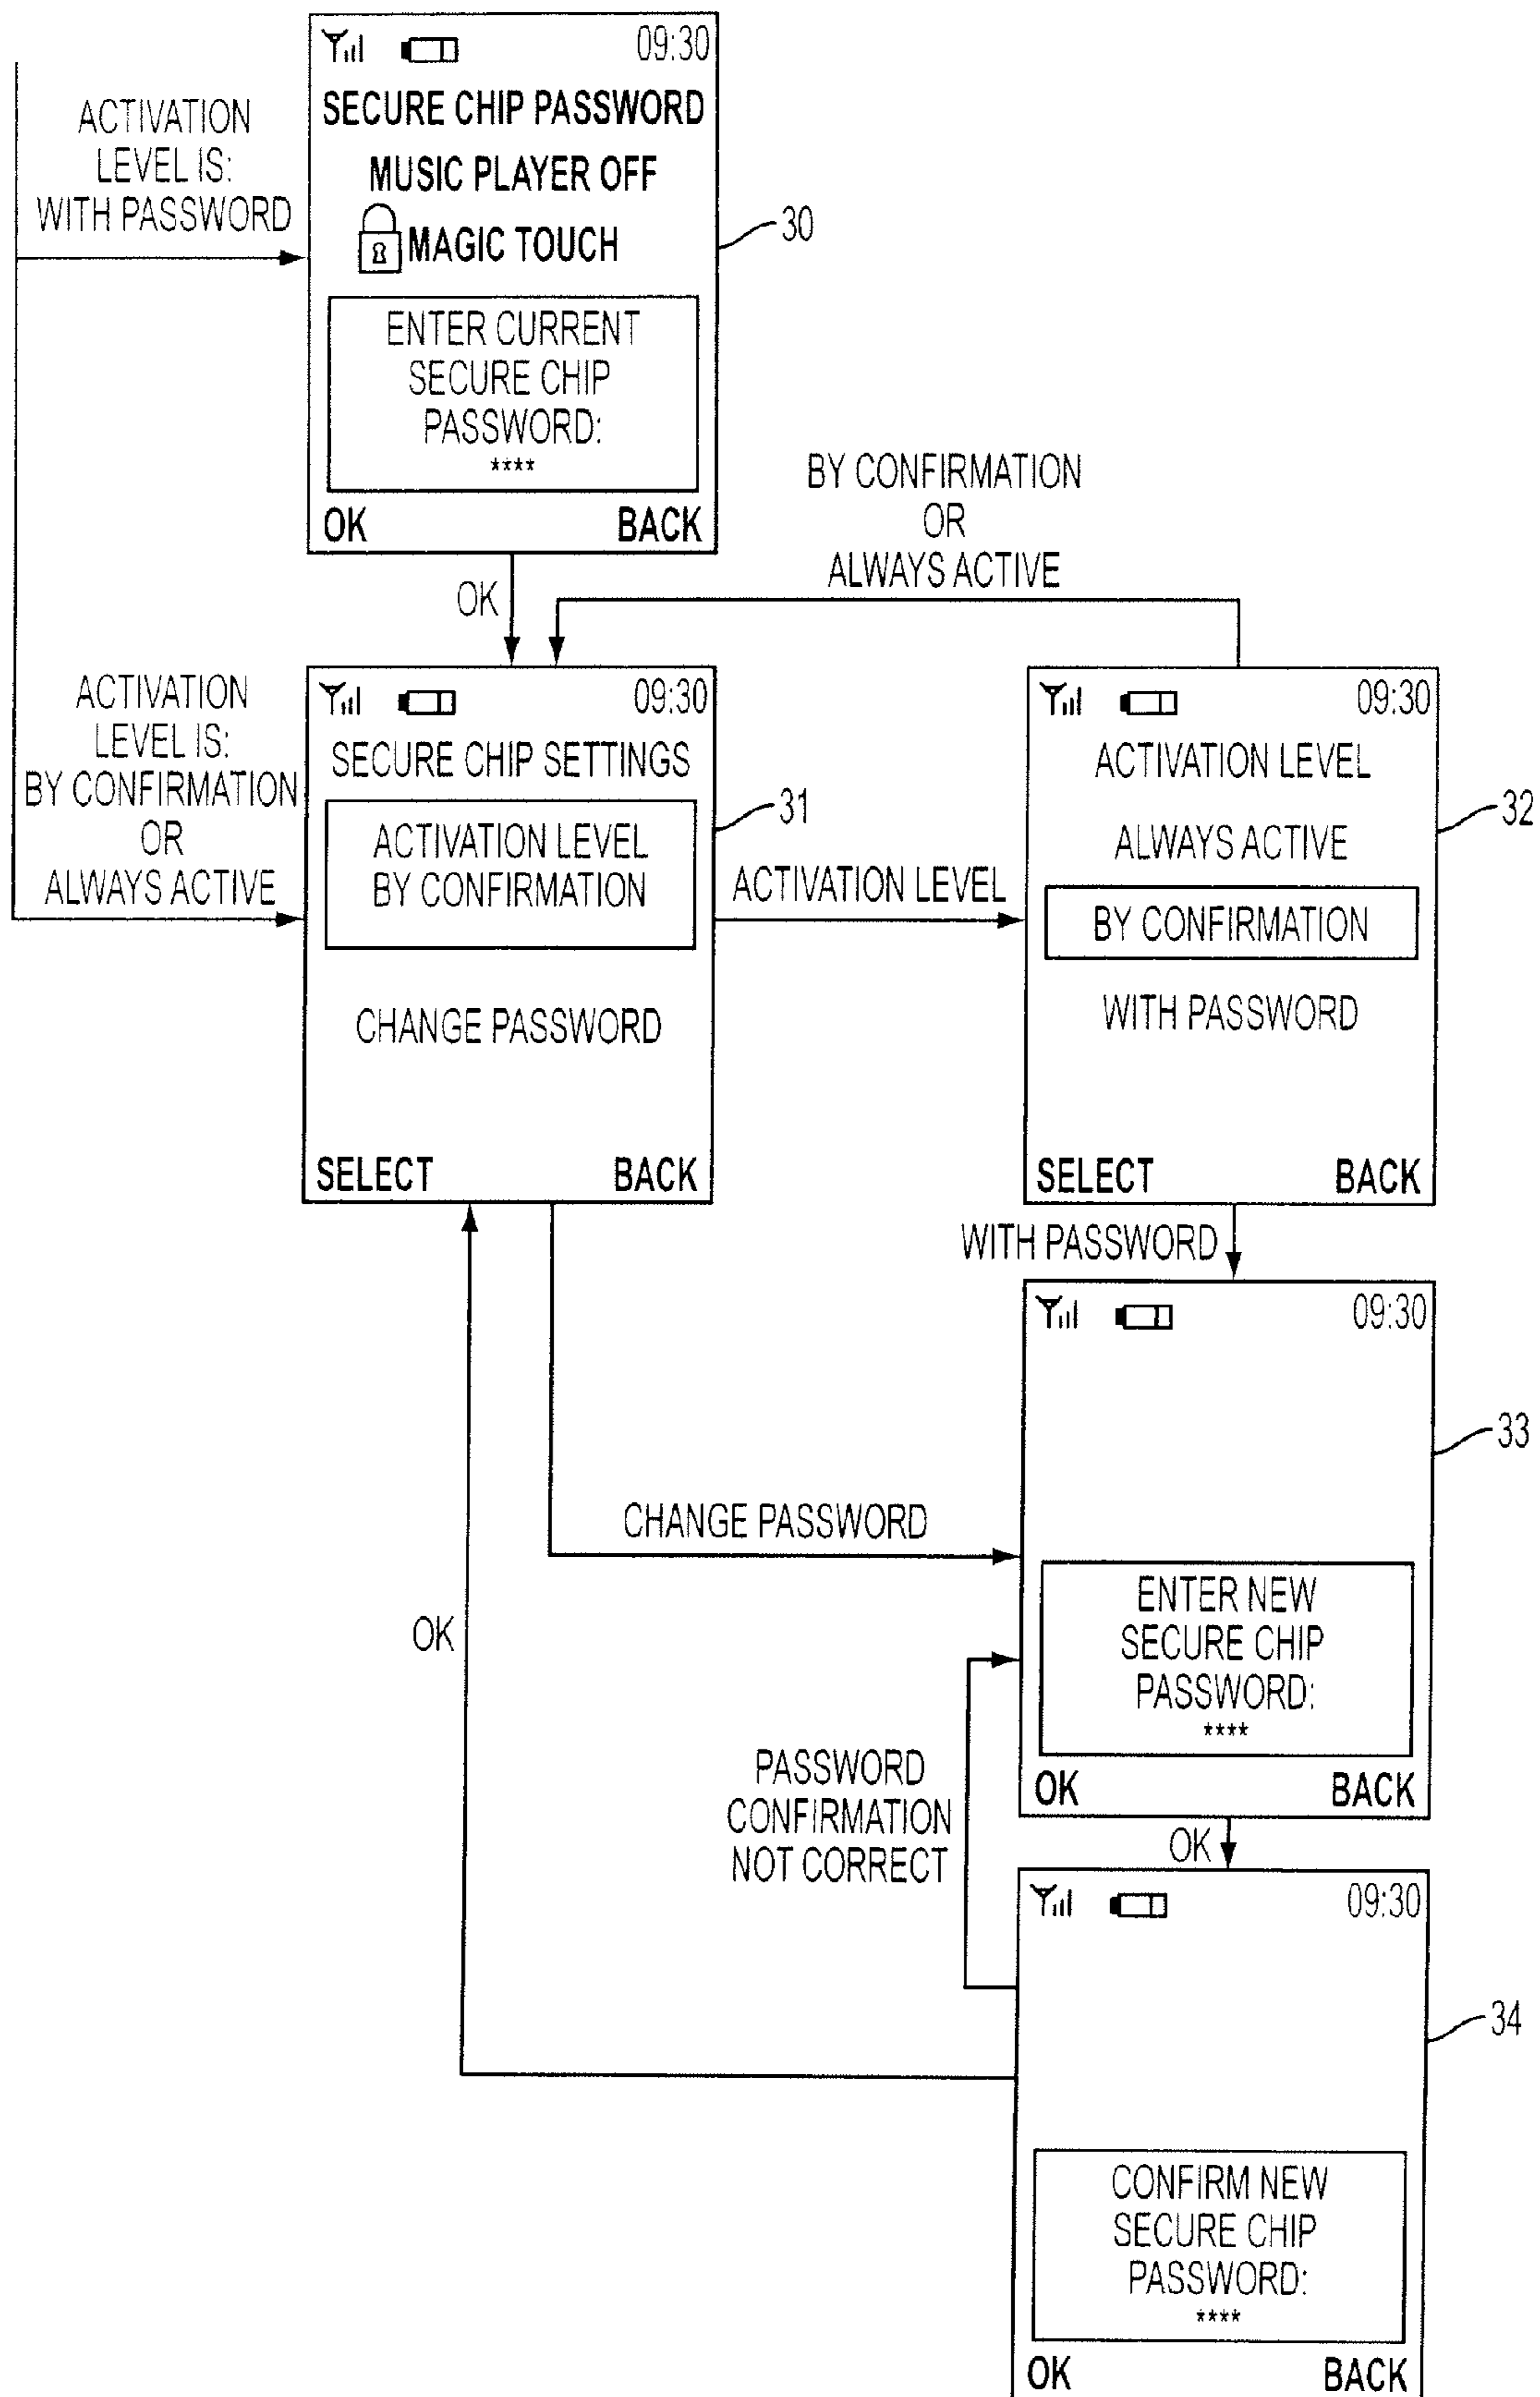 09:30
SECURE CHIP PASSWORD
MUSIC PLAYER OFF
MAGIC TOUCH
ENTER CURRENT
SECURE CHIP
PASSWORD:
****
OK BACK
30
ACTIVATION
LEVEL IS:
WITH PASSWORD
OK
BY CONFIRMATION
OR
ALWAYS ACTIVE
ACTIVATION
LEVEL IS:
BY CONFIRMATION
OR
ALWAYS ACTIVE
09:30
SECURE CHIP SETTINGS
ACTIVATION LEVEL
BY CONFIRMATION
CHANGE PASSWORD
SELECT BACK
31
ACTIVATION LEVEL
09:30
ACTIVATION LEVEL
ALWAYS ACTIVE
BY CONFIRMATION
WITH PASSWORD
SELECT BACK
32
WITH PASSWORD
09:30
33
CHANGE PASSWORD
ENTER NEW
SECURE CHIP
PASSWORD:
****
OK BACK
OK
PASSWORD
CONFIRMATION
NOT CORRECT
OK
09:30
34
CONFIRM NEW
SECURE CHIP
PASSWORD:
****
OK BACK